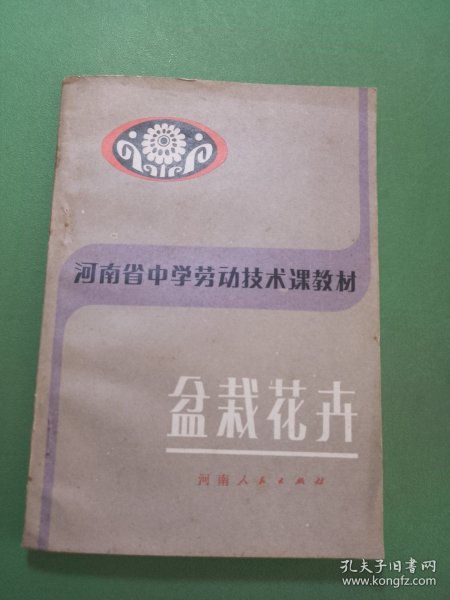 河南省中学劳动技术课教材
盆栽花卉
河南人民出版社
孔夫子旧书网
www.kongfz.com